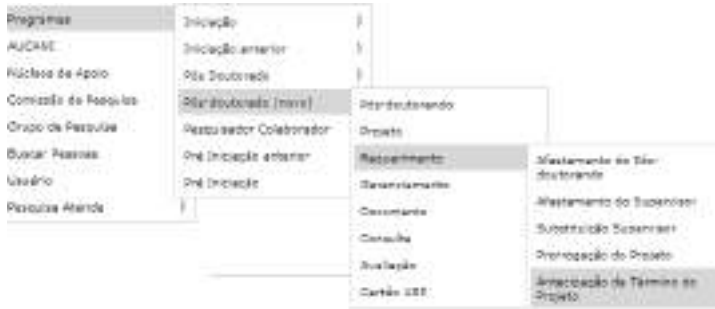 Programas
AUCANI
Núcleos de Apoio
Comissão de Pesquisa
Grupo de Pesquisa
Buscar Pessoas
Usuário
Pesquisa Atende
Iniciação
Iniciação anterior
Pós Doutorado
Pós-doutorado (novo)
Pesquisador Colaborador
Pré Iniciação anterior
Pré Iniciação
Pós-doutorando
Projeto
Requerimento
Gerenciamento
Documento
Consulta
Avaliação
Cartão USP
Afastamento do Pós-
doutorando
Afastamento do Supervisor
Substituição Supervisor
Prorrogação do Projeto
Antecipação de Término do
Projeto